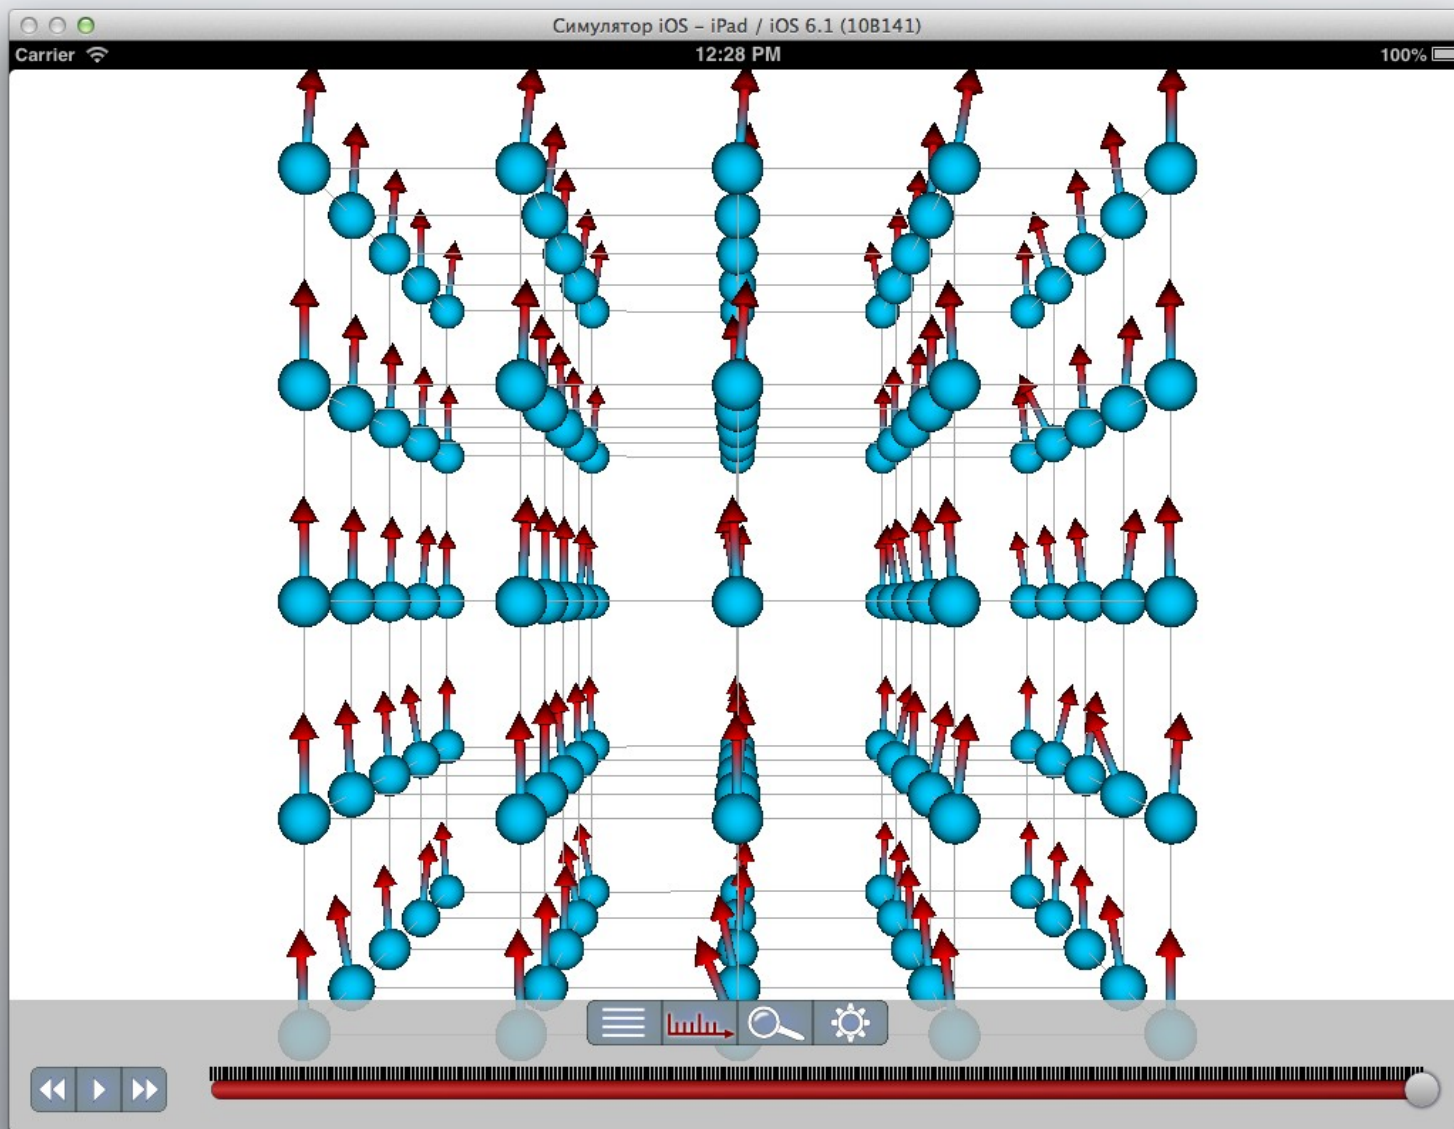 Симулятор iOS – iPad / iOS 6.1 (10B141)
Carrier 12:28 PM 100%